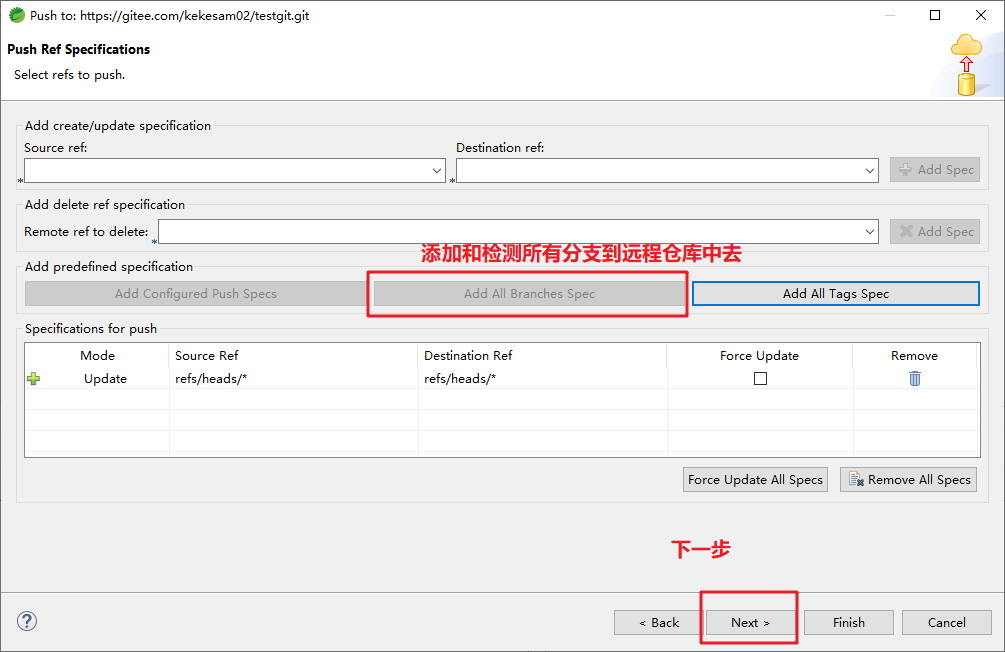 Push to: https://gitee.com/kekesam02/testgit.git
Push Ref Specifications
Select refs to push.
Add create/update specification
Source ref:
Destination ref:
* * Add Spec
Add delete ref specification
Remote ref to delete: * Add Spec
添加和检测所有分支到远程仓库中去
Add predefined specification
Add Configured Push Specs Add All Branches Spec Add All Tags Spec
Specifications for push
Mode Source Ref Destination Ref Force Update Remove
Update refs/heads/* refs/heads/*
Force Update All Specs Remove All Specs
下一步
? < Back Next > Finish Cancel